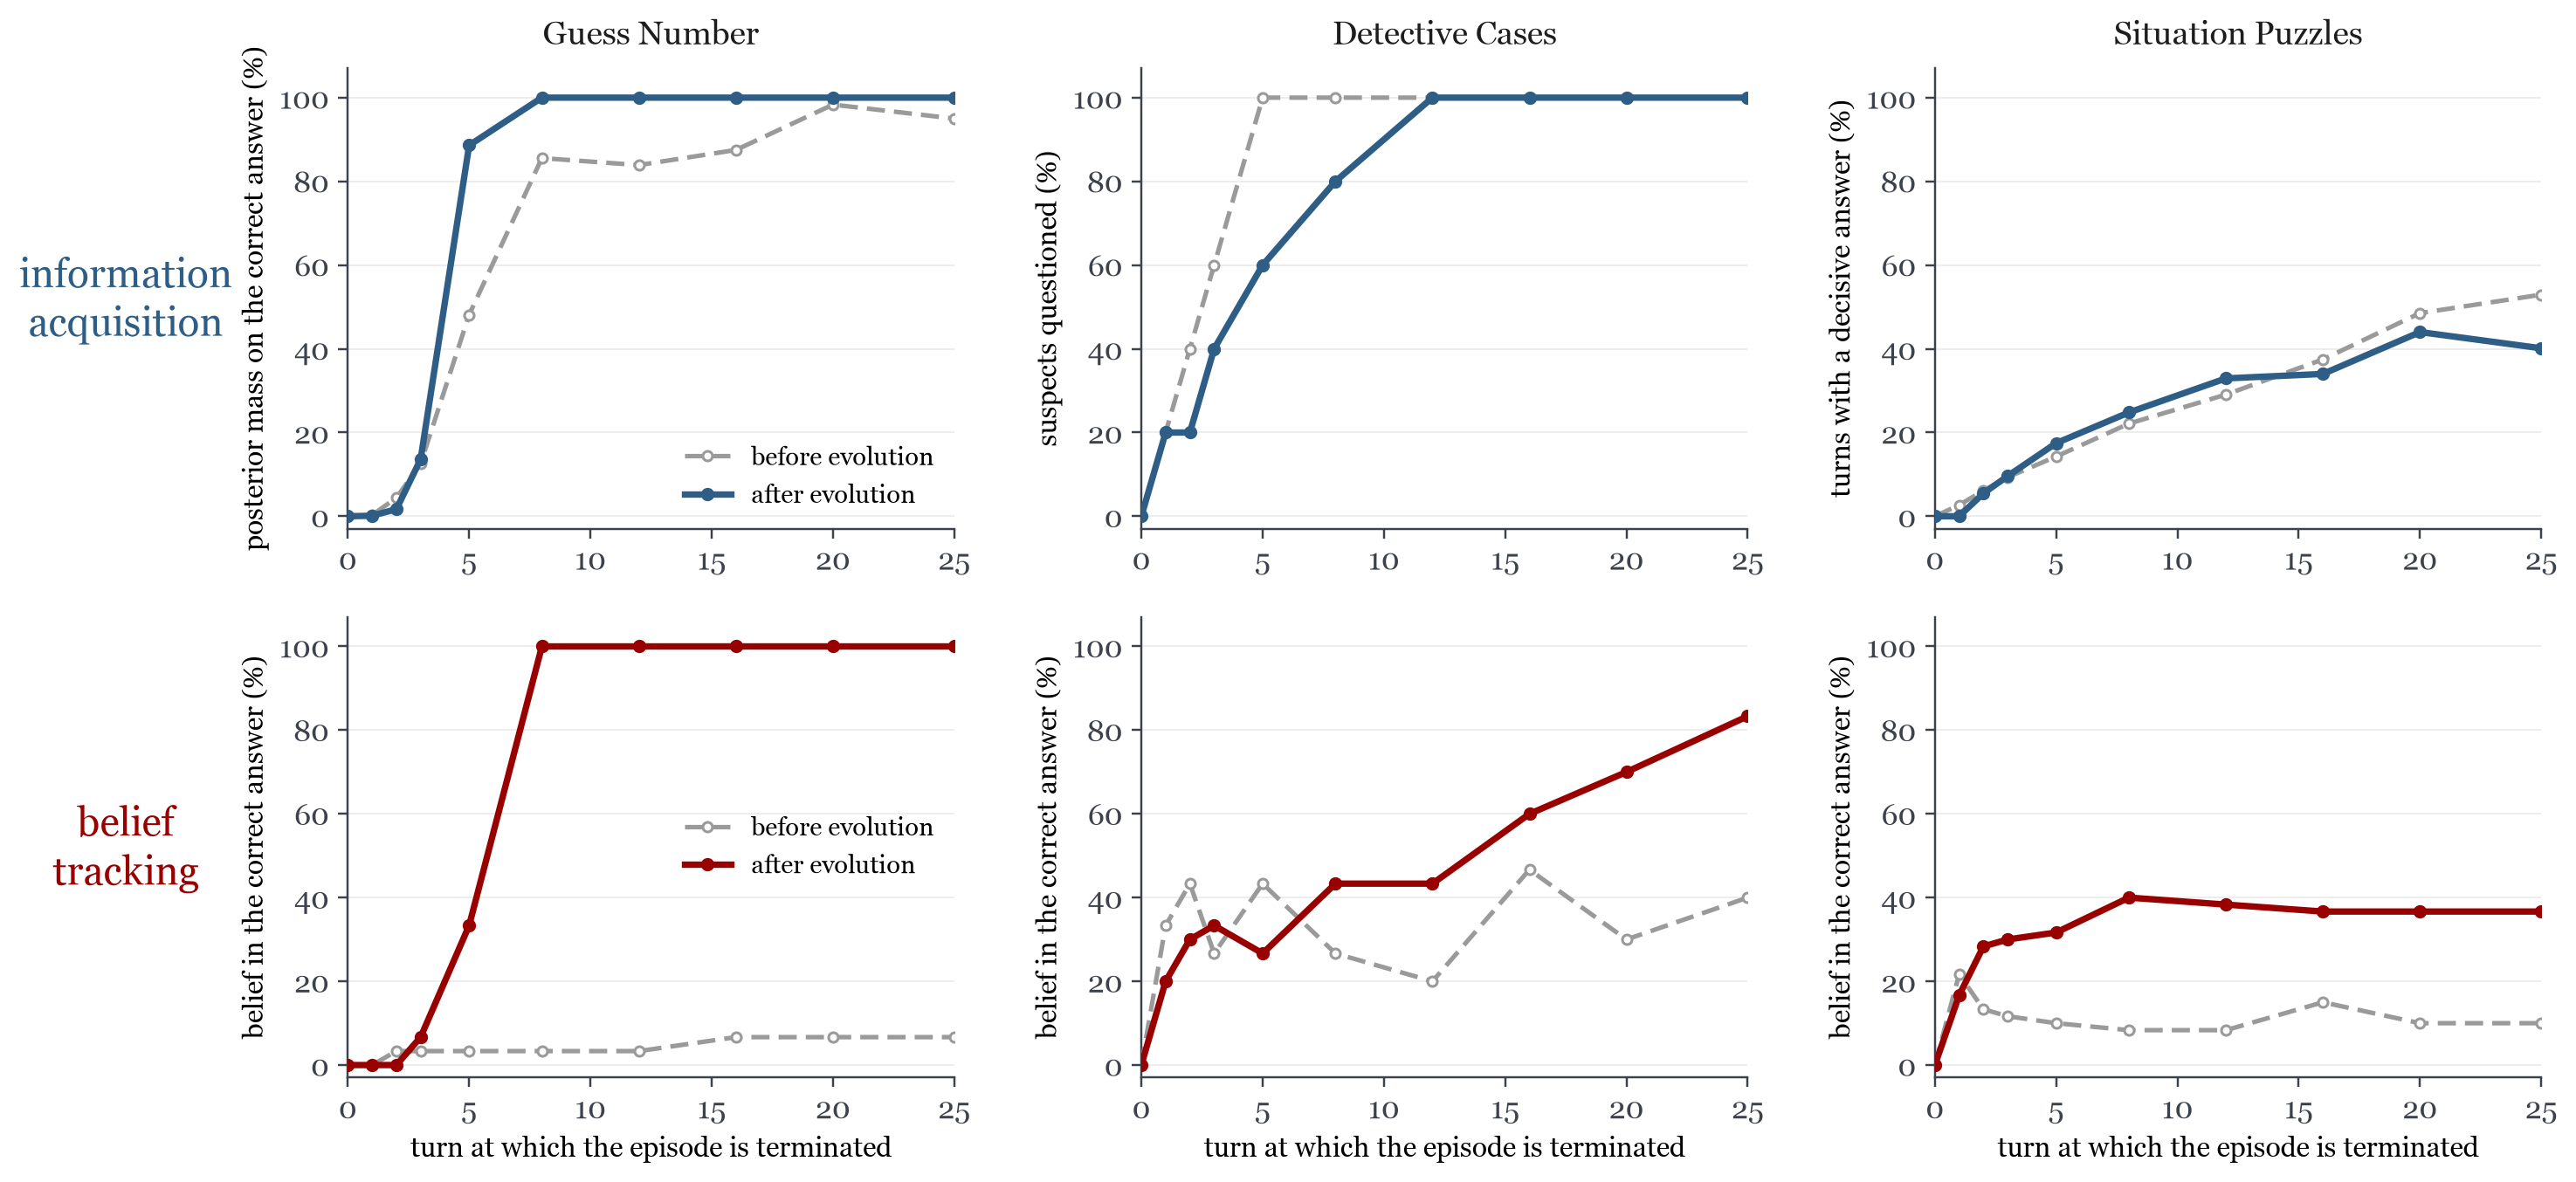 Guess Number
Detective Cases
Situation Puzzles
information
acquisition
posterior mass on the correct answer (%)
100
80
60
40
20
0
before evolution
after evolution
0 5 10 15 20 25
suspects questioned (%)
100
80
60
40
20
0
0 5 10 15 20 25
turns with a decisive answer (%)
100
80
60
40
20
0
0 5 10 15 20 25
belief
tracking
belief in the correct answer (%)
100
80
60
40
20
0
before evolution
after evolution
0 5 10 15 20 25
turn at which the episode is terminated
belief in the correct answer (%)
100
80
60
40
20
0
0 5 10 15 20 25
turn at which the episode is terminated
belief in the correct answer (%)
100
80
60
40
20
0
0 5 10 15 20 25
turn at which the episode is terminated